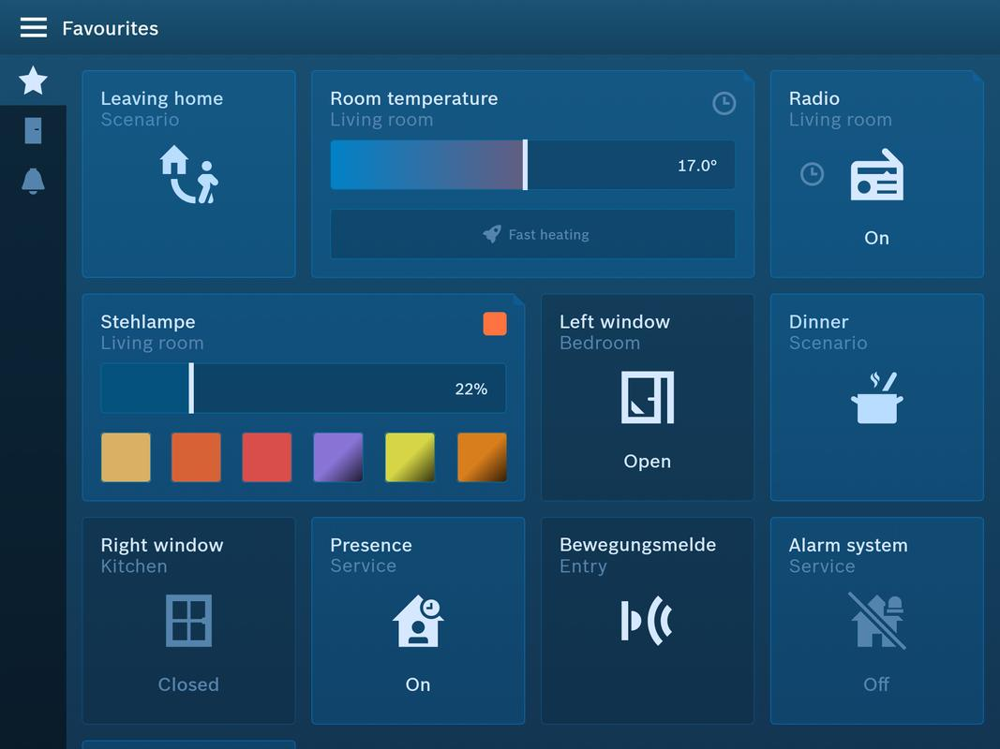 Favourites
Leaving home
Scenario
Room temperature
Living room
17.0°
Fast heating
Radio
Living room
On
Stehlampe
Living room
22%
Left window
Bedroom
Open
Dinner
Scenario
Right window
Kitchen
Closed
Presence
Service
On
Bewegungsmelde
Entry
Alarm system
Service
Off